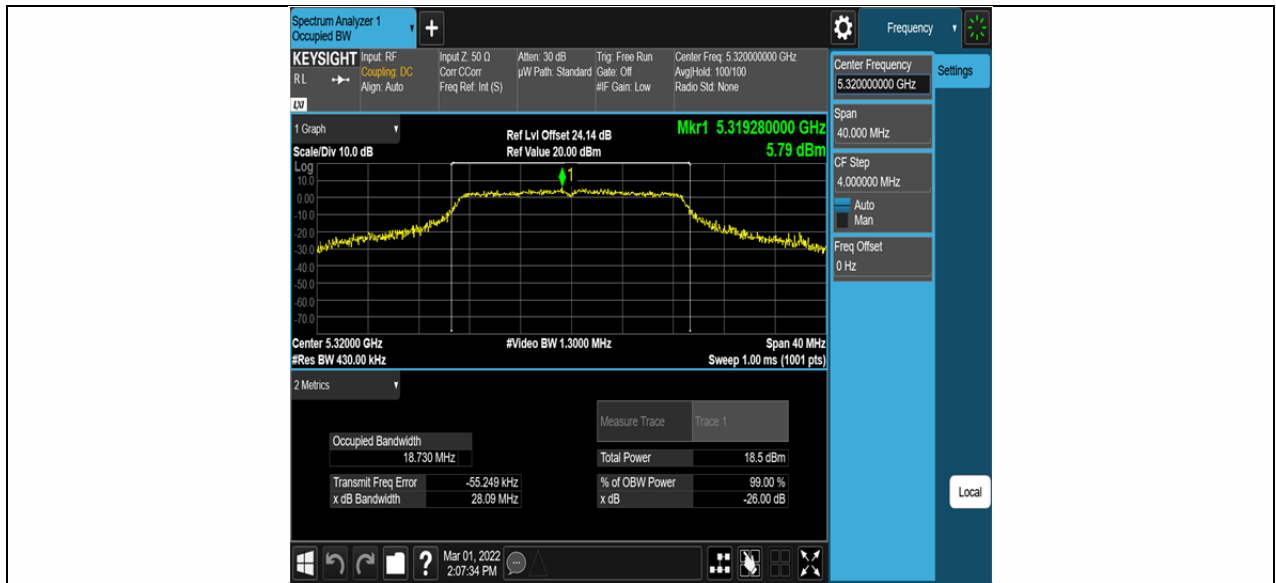 Spectrum Analyzer 1
Occupied BW
+
Frequency
KEYSIGHT
RL
LXI
Input: RF
Coupling: DC
Align: Auto
Input Z: 50 Ω
Corr CCorr
Freq Ref: Int (S)
Atten: 30 dB
µW Path: Standard
Trig: Free Run
Gate: Off
#IF Gain: Low
Center Freq: 5.320000000 GHz
Avg|Hold: 100/100
Radio Std: None
Center Frequency
5.320000000 GHz
Settings
Span
40.000 MHz
CF Step
4.000000 MHz
Auto
Man
Freq Offset
0 Hz
Local
1 Graph
Ref Lvl Offset 24.14 dB
Mkr1 5.319280000 GHz
Scale/Div 10.0 dB
Ref Value 20.00 dBm
5.79 dBm
Log
1
10.0
0.00
-10.0
-20.0
-30.0
-40.0
-50.0
-60.0
-70.0
Center 5.32000 GHz
#Video BW 1.3000 MHz
Span 40 MHz
#Res BW 430.00 kHz
Sweep 1.00 ms (1001 pts)
2 Metrics
Measure Trace
Trace 1
Occupied Bandwidth
18.730 MHz
Total Power
18.5 dBm
Transmit Freq Error
-55.249 kHz
% of OBW Power
99.00 %
x dB Bandwidth
28.09 MHz
x dB
-26.00 dB
?
Mar 01, 2022
2:07:34 PM